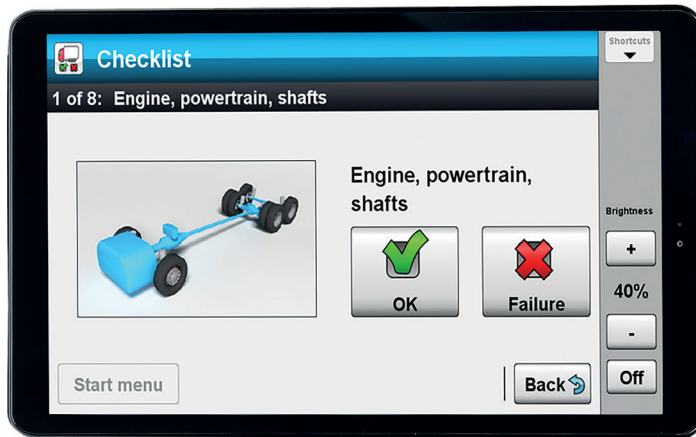 Checklist
Shortcuts
1 of 8: Engine, powertrain, shafts
Engine, powertrain,
shafts
OK
Failure
Brightness
+
40%
-
Off
Start menu
Back